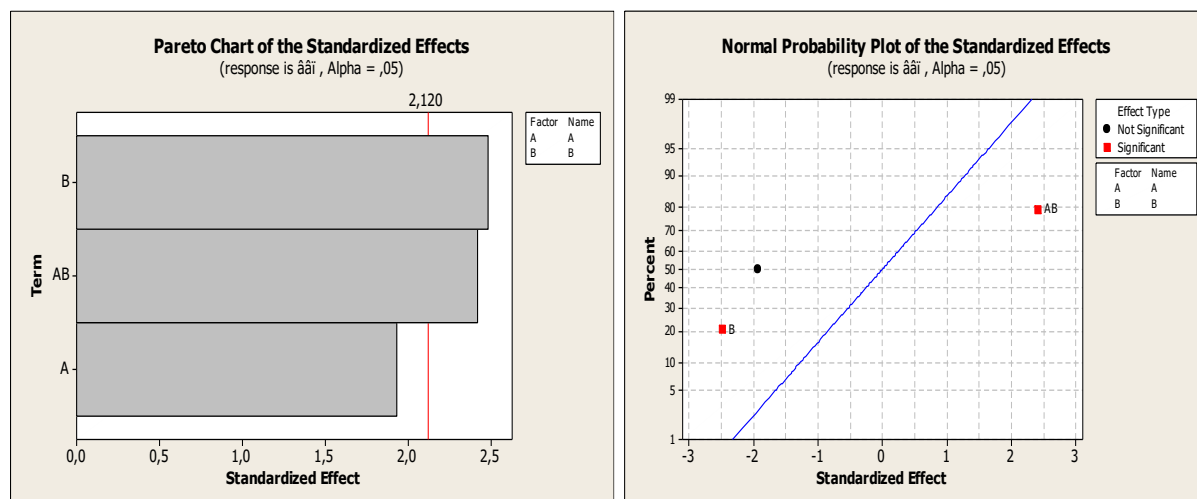 Pareto Chart of the Standardized Effects
(response is ââï , Alpha = ,05)
2,120
Factor Name
A A
B B
B
AB
A
Term
0,0 0,5 1,0 1,5 2,0 2,5
Standardized Effect
Normal Probability Plot of the Standardized Effects
(response is ââï , Alpha = ,05)
99
95
90
80
70
60
50
40
30
20
10
5
1
Percent
AB
B
-3 -2 -1 0 1 2 3
Standardized Effect
Effect Type
Not Significant
Significant
Factor Name
A A
B B